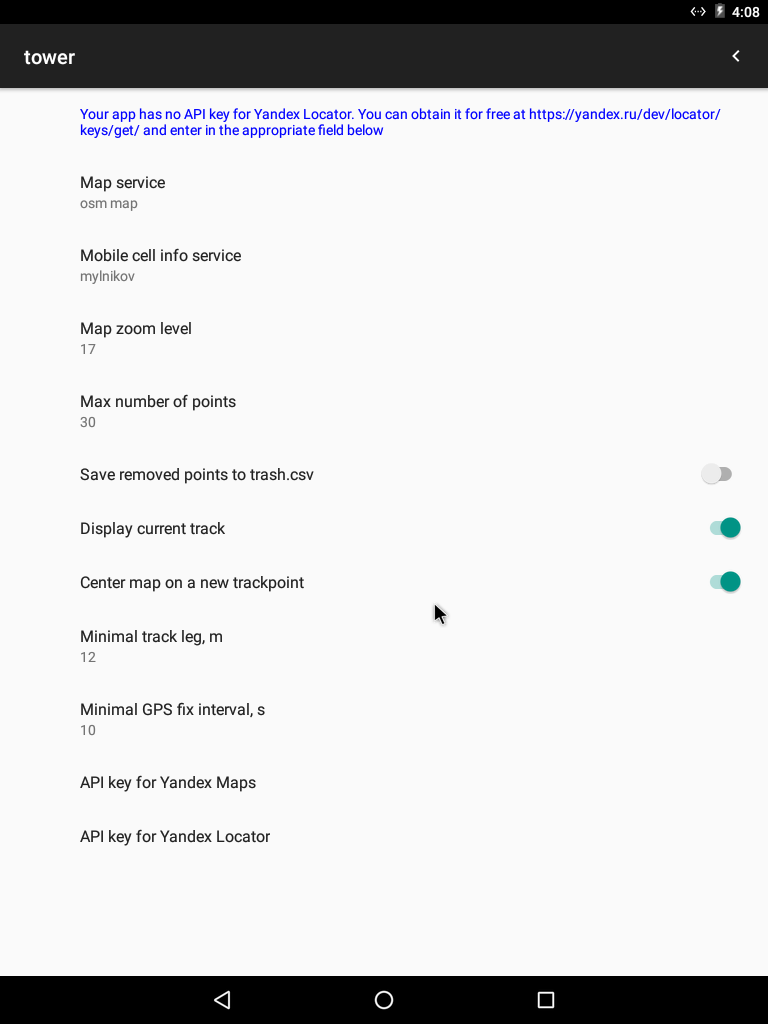 4:08
tower
Your app has no API key for Yandex Locator. You can obtain it for free at https://yandex.ru/dev/locator/
keys/get/ and enter in the appropriate field below
Map service
osm map
Mobile cell info service
mylnikov
Map zoom level
17
Max number of points
30
Save removed points to trash.csv
Display current track
Center map on a new trackpoint
Minimal track leg, m
12
Minimal GPS fix interval, s
10
API key for Yandex Maps
API key for Yandex Locator